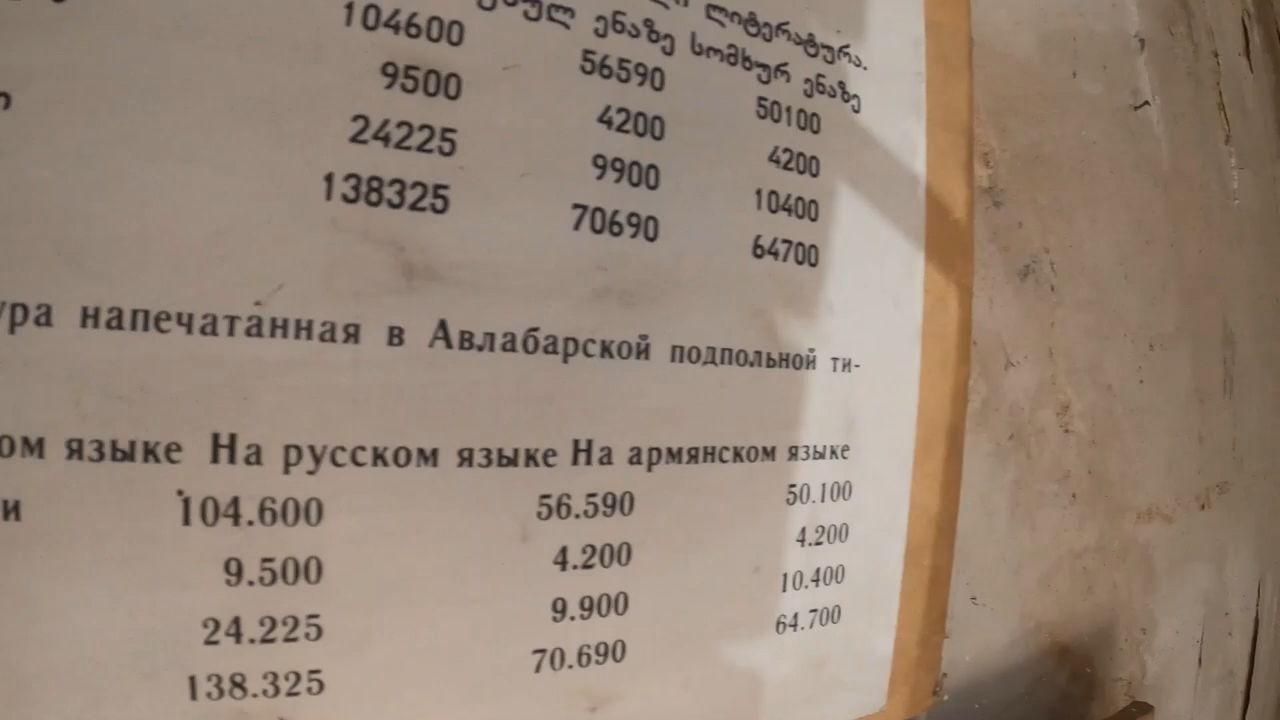 ლიტერატურა.
ენაზე სომხურ ენაზე
104600 56590 50100
9500 4200 4200
24225 9900 10400
138325 70690 64700
напечатанная в Авлабарской подпольной ти-
языке На русском языке На армянском языке
104.600 56.590 50.100
9.500 4.200 4.200
24.225 9.900 10.400
138.325 70.690 64.700